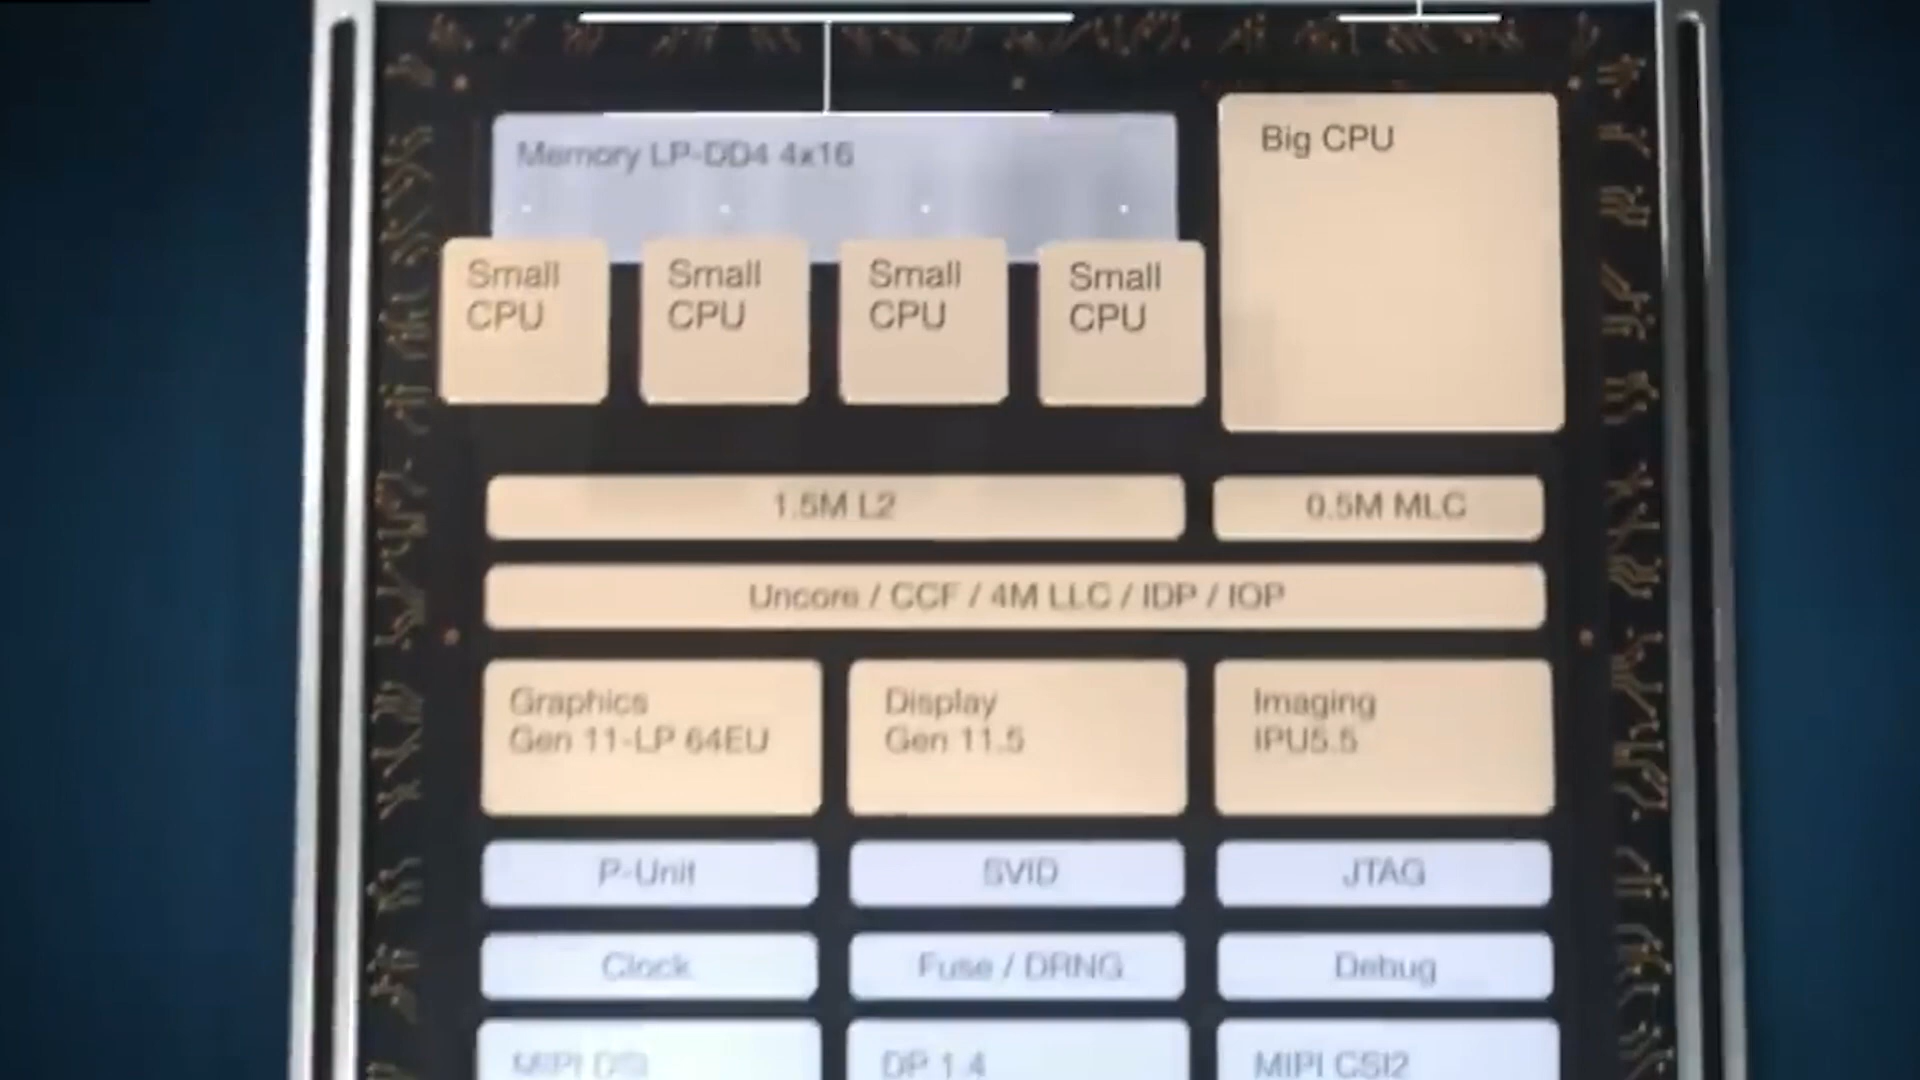 Memory LP-DD4 4x16
Big CPU
Small
CPU
Small
CPU
Small
CPU
Small
CPU
1.5M L2
0.5M MLC
Uncore / CCF / 4M LLC / IDP / IOP
Graphics
Gen 11-LP 64EU
Display
Gen 11.5
Imaging
IPU5.5
P-Unit
SVID
JTAG
Clock
Fuse / DRNG
Debug
MIPI DSI
DP 1.4
MIPI CSI2